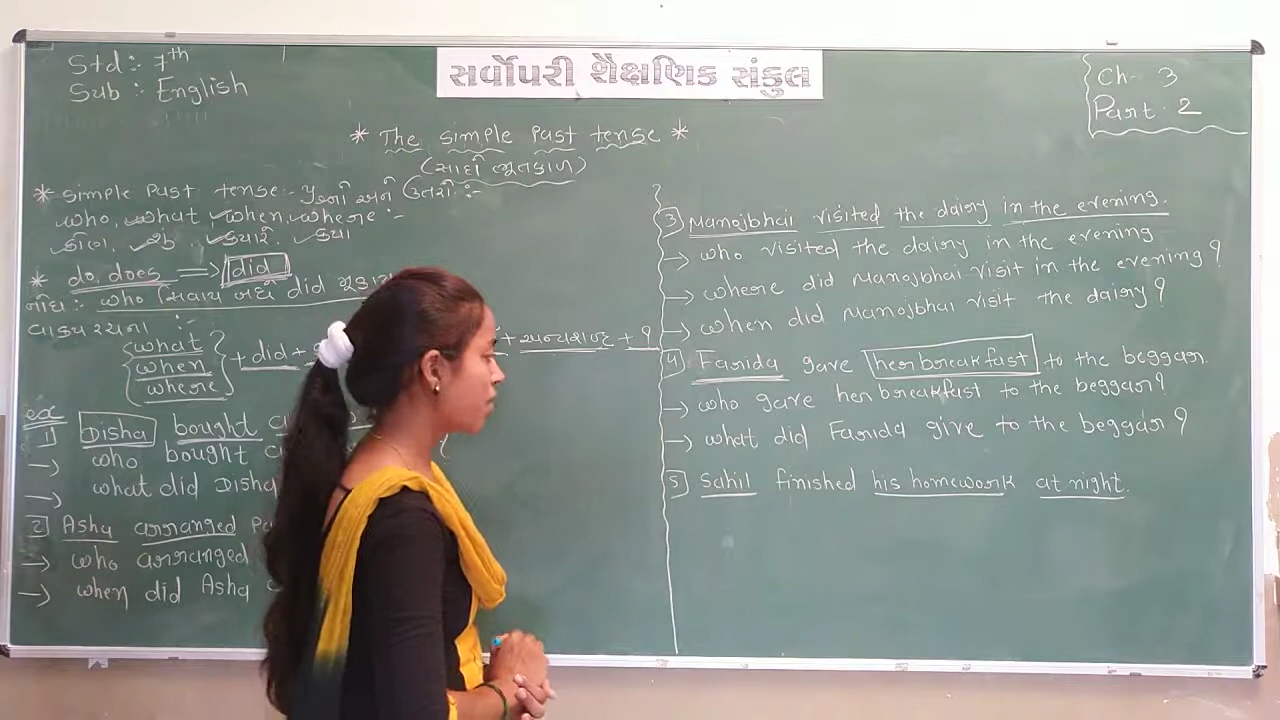 Std : 7th
Sub : English
સર્વોપરી શૈક્ષણિક સંકુલ
Ch - 3
Part - 2
* The simple Past tense *
(સાદો ભૂતકાળ)
* simple Past tense :- પ્રશ્નો અને ઉત્તરો :-
who, what, when, where :-
કોણ, શું, ક્યારે, ક્યાં
* do, does => did
નોંધ : who સિવાય બધે did મૂકાય
વાક્ય રચના :-
what
when
where
+ did +
+ અન્યશબ્દ + ?
ex
1) Disha bought
→ who bought
→ what did Disha
2 Asha arranged
→ who arranged
→ when did Asha
3 Manojbhai visited the dairy in the evening.
→ who visited the dairy in the evening
→ where did Manojbhai visit in the evening ?
→ when did Manojbhai visit the dairy ?
4 Farida gave her breakfast to the beggar.
→ who gave her breakfast to the beggar ?
→ what did Farida give to the beggar ?
5 Sahil finished his homework at night.